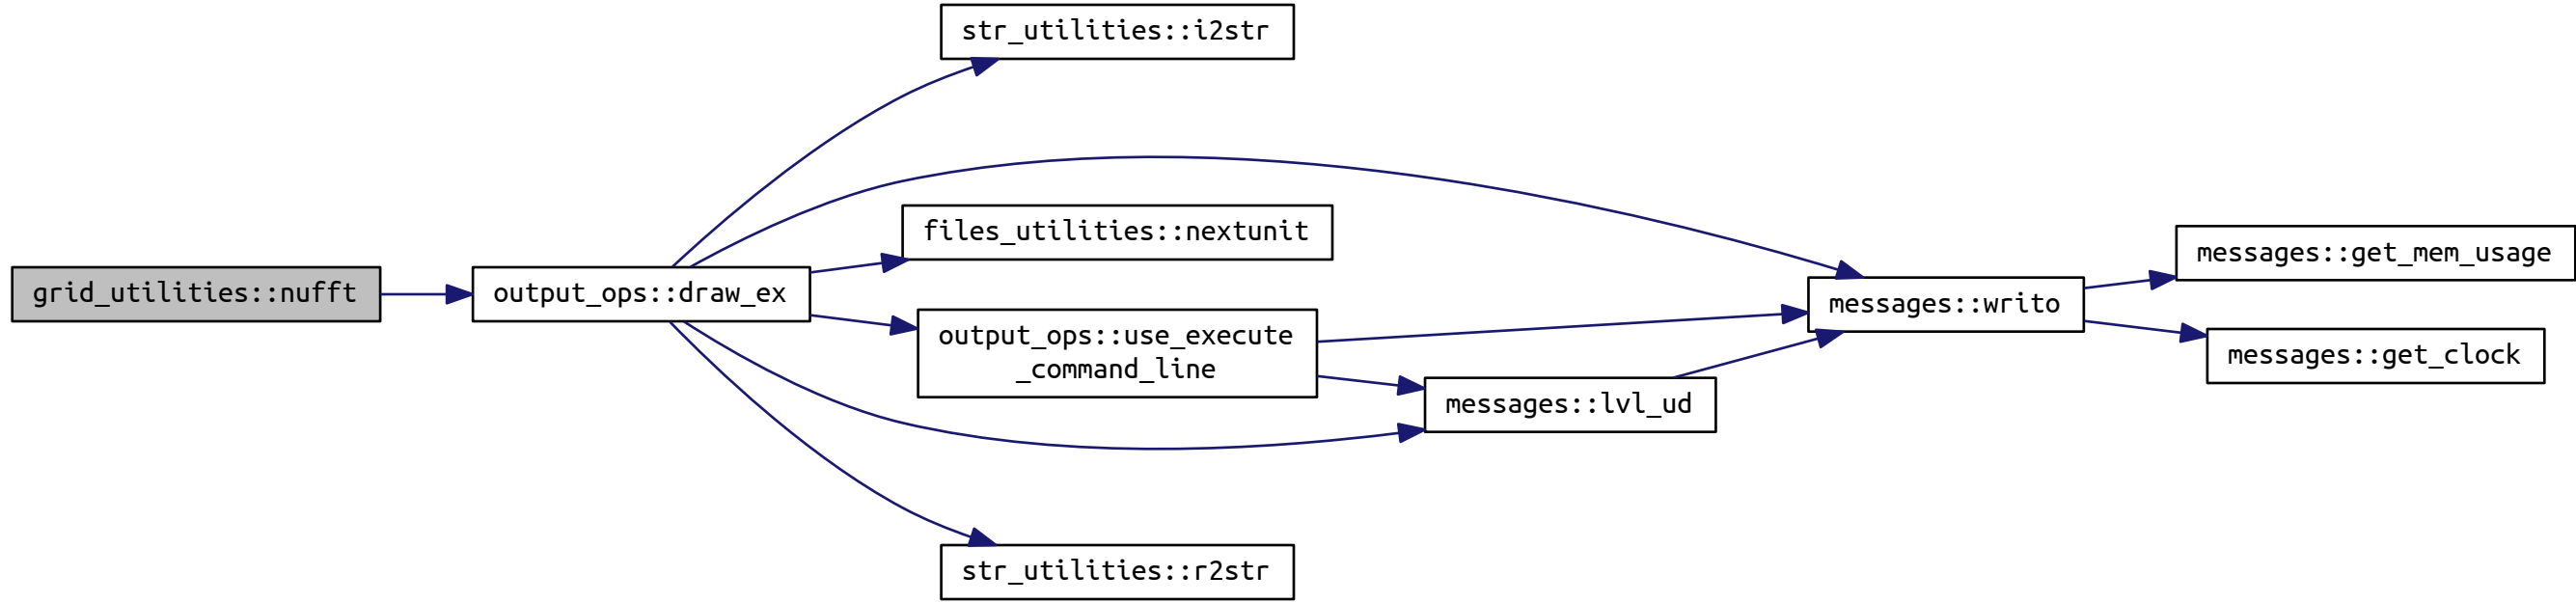 str_utilities::i2str
files_utilities::nextunit
grid_utilities::nufft
output_ops::draw_ex
output_ops::use_execute
_command_line
messages::lvl_ud
messages::writo
messages::get_mem_usage
messages::get_clock
str_utilities::r2str